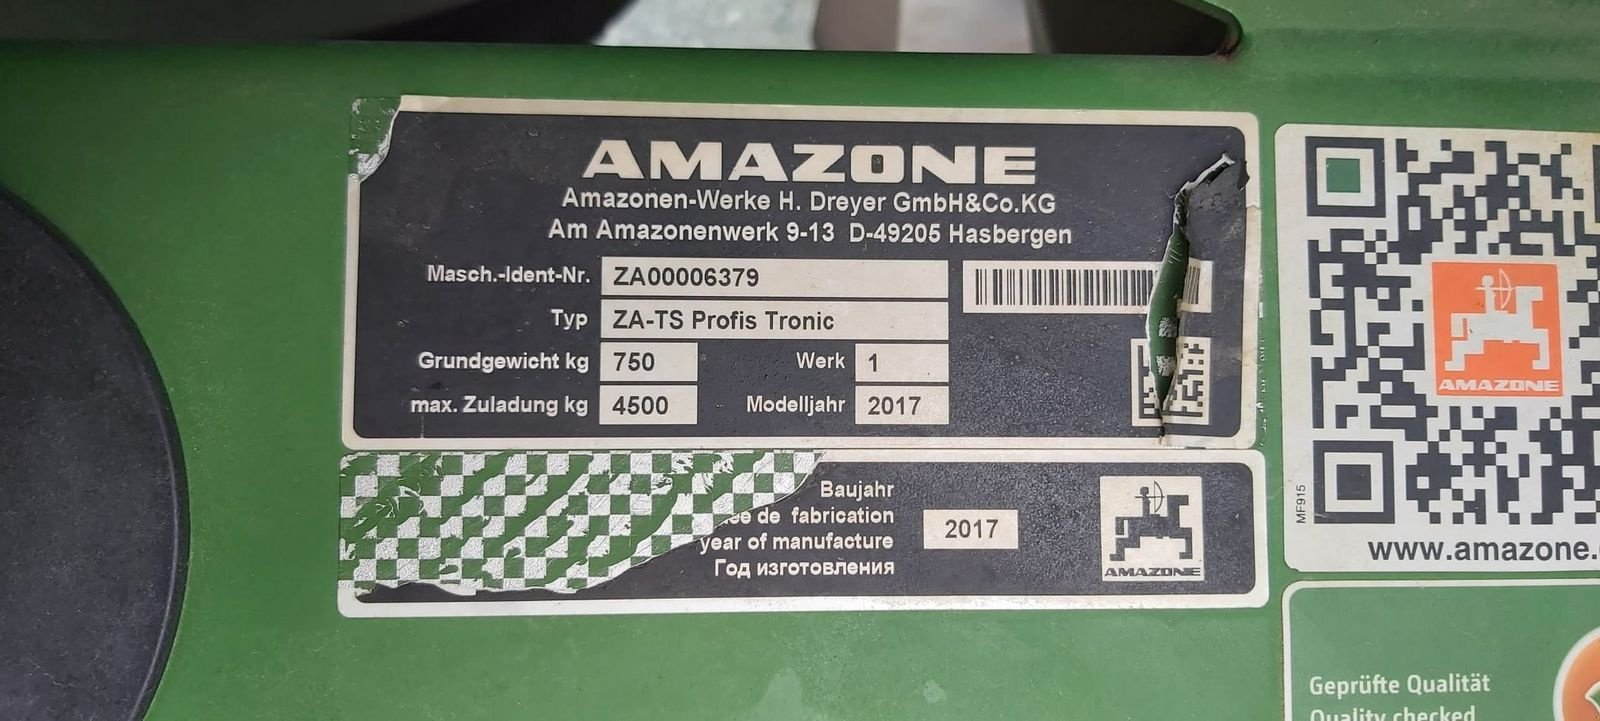 AMAZONE
Amazonen-Werke H. Dreyer GmbH&Co.KG
Am Amazonenwerk 9-13 D-49205 Hasbergen
Masch.-Ident-Nr. ZA00006379
Typ ZA-TS Profis Tronic
Grundgewicht kg 750 Werk 1
max. Zuladung kg 4500 Modelljahr 2017
Baujahr
de fabrication
year of manufacture 2017
Год изготовления
AMAZONE
AMAZONE
MF915
www.amazone.
Geprüfte Qualität
Quality checked